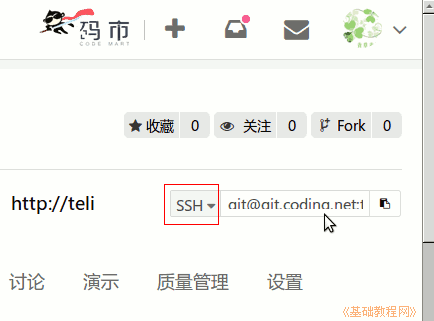 码市
CODE MART
收藏 0 关注 0 Fork 0
http://teli SSH git@git.coding.net:t
讨论 演示 质量管理 设置
《基础教程网》